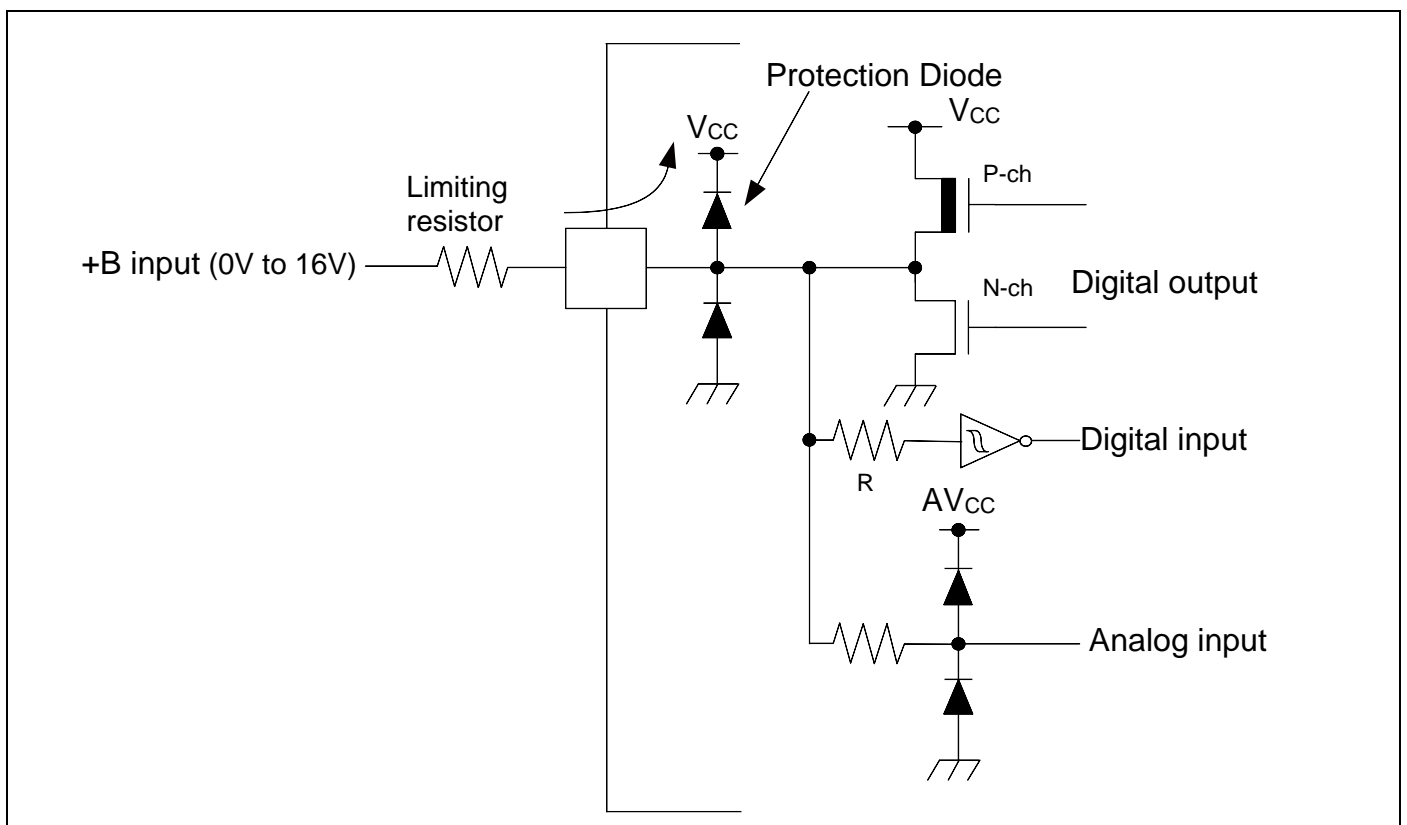 Protection Diode
VCC
VCC
P-ch
Limiting
resistor
+B input (0V to 16V)
N-ch
Digital output
Digital input
R
AVCC
Analog input